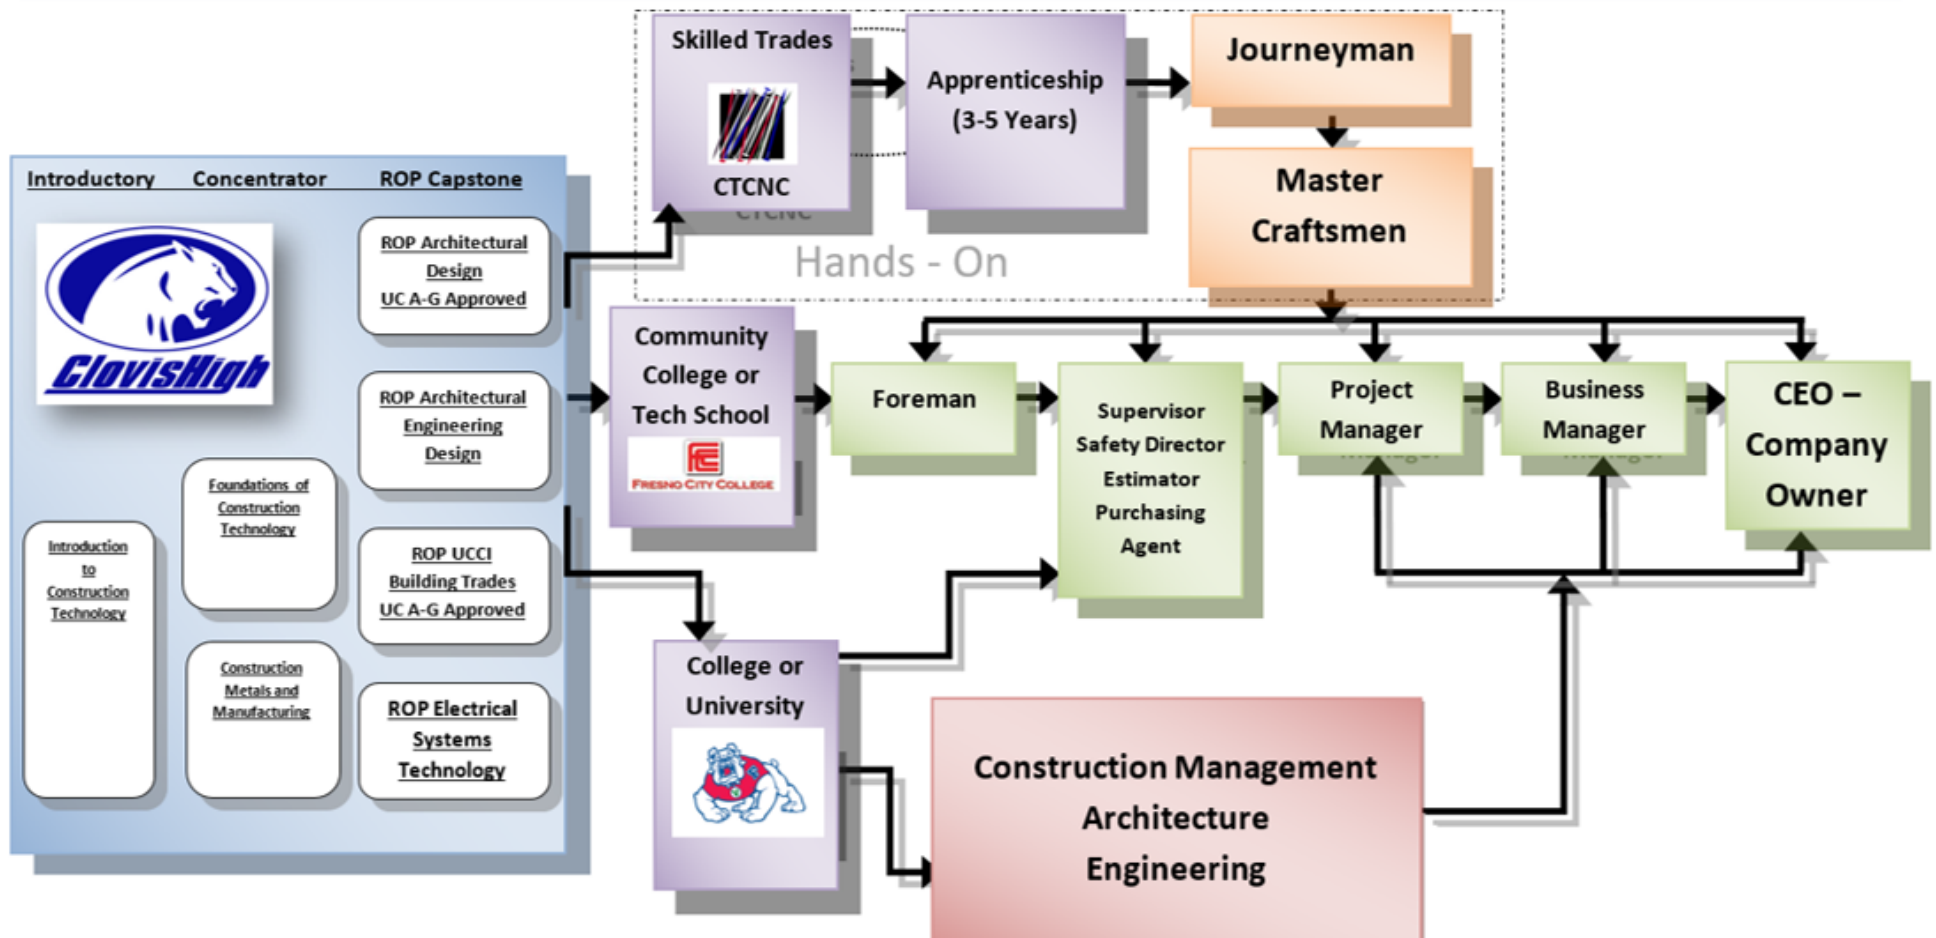 Introductory Concentrator ROP Capstone
ClovisHigh
Introduction
to
Construction
Technology
Foundations of
Construction
Technology
Construction
Metals and
Manufacturing
ROP Architectural
Design
UC A-G Approved
ROP Architectural
Engineering
Design
ROP UCCI
Building Trades
UC A-G Approved
ROP Electrical
Systems
Technology
Skilled Trades
CTCNC
Apprenticeship
(3-5 Years)
Journeyman
Master
Craftsmen
Hands - On
Community
College or
Tech School
FCC
FRESNO CITY COLLEGE
Foreman
Supervisor
Safety Director
Estimator
Purchasing
Agent
Project
Manager
Business
Manager
CEO –
Company
Owner
College or
University
Construction Management
Architecture
Engineering